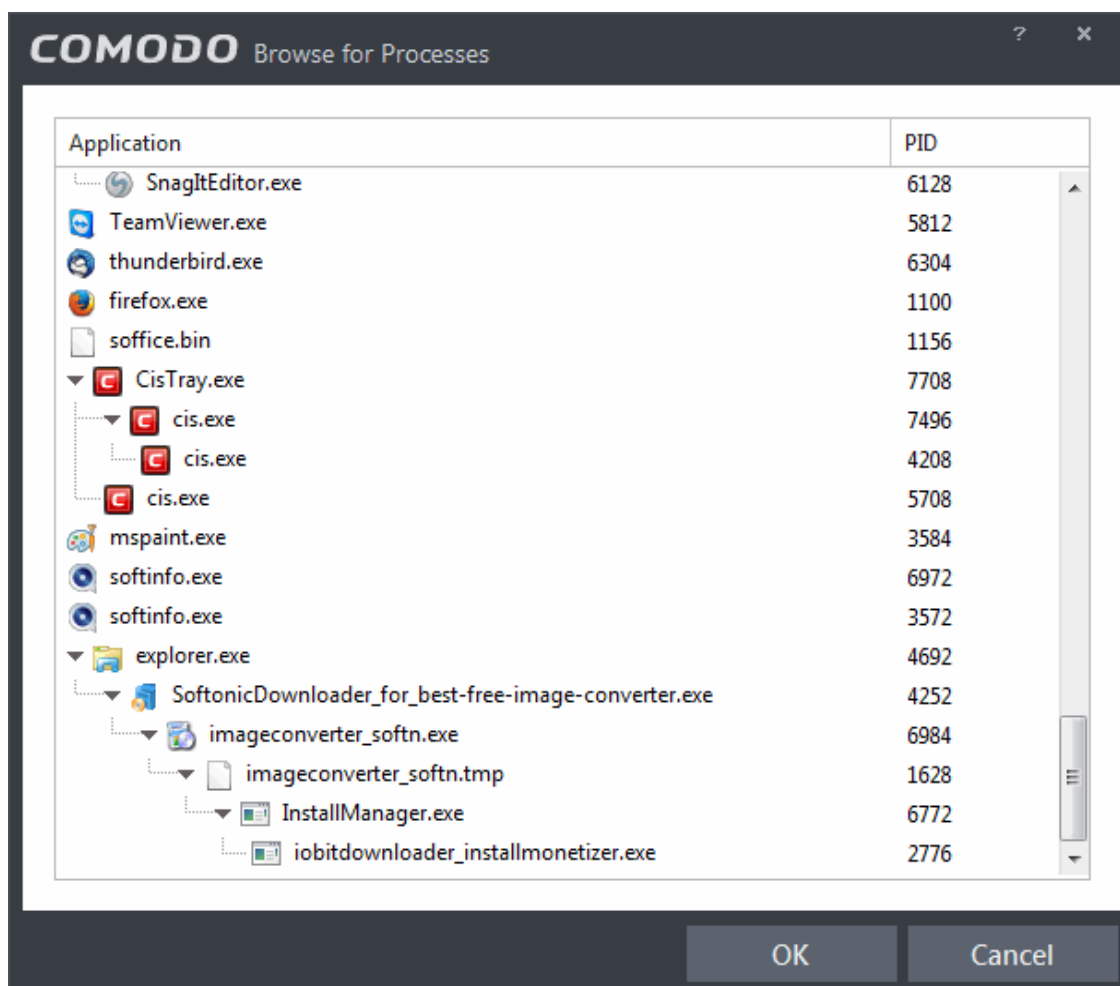 COMODO Browse for Processes ? ×
Application PID
SnagItEditor.exe 6128
TeamViewer.exe 5812
thunderbird.exe 6304
firefox.exe 1100
soffice.bin 1156
CisTray.exe 7708
cis.exe 7496
cis.exe 4208
cis.exe 5708
mspaint.exe 3584
softinfo.exe 6972
softinfo.exe 3572
explorer.exe 4692
SoftonicDownloader_for_best-free-image-converter.exe 4252
imageconverter_softn.exe 6984
imageconverter_softn.tmp 1628
InstallManager.exe 6772
iobitdownloader_installmonetizer.exe 2776
OK Cancel